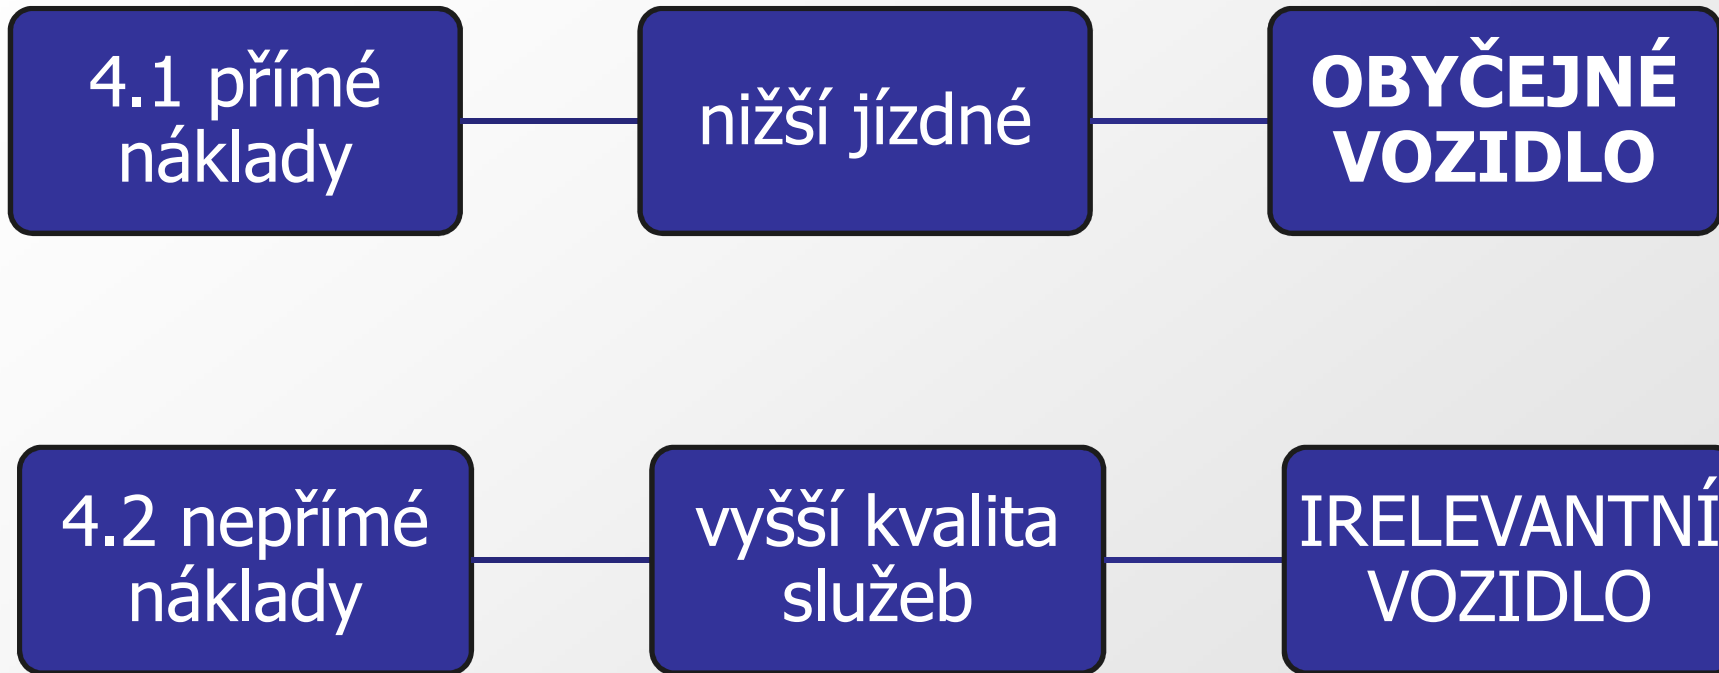 4.1 přímé
náklady
nižší jízdné
OBYČEJNÉ
VOZIDLO
4.2 nepřímé
náklady
vyšší kvalita
služeb
IRELEVANTNÍ
VOZIDLO